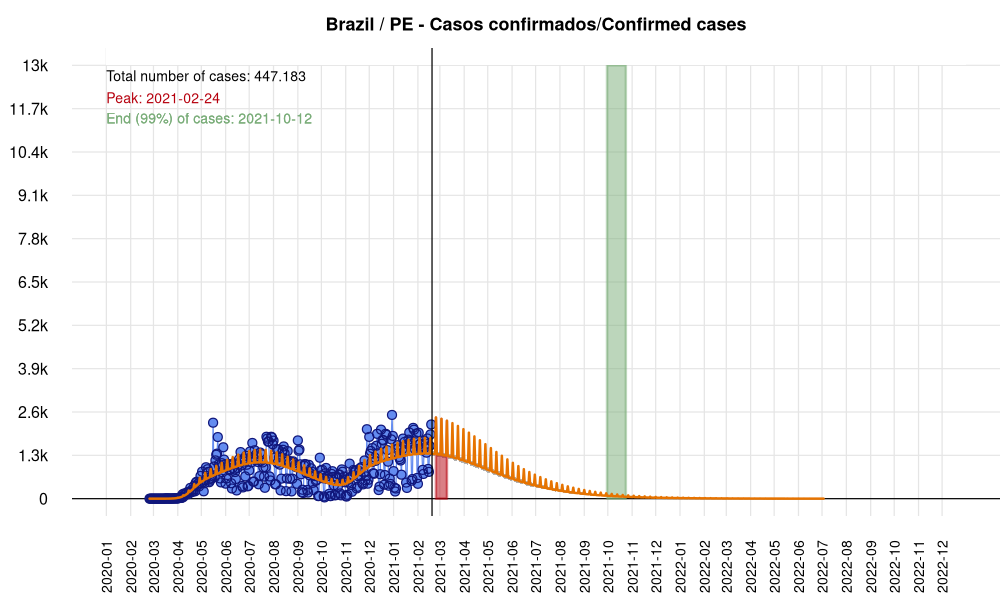 Brazil / PE - Casos confirmados/Confirmed cases
Total number of cases: 447.183
Peak: 2021-02-24
End (99%) of cases: 2021-10-12
13k
11.7k
10.4k
9.1k
7.8k
6.5k
5.2k
3.9k
2.6k
1.3k
0
2020-01
2020-02
2020-03
2020-04
2020-05
2020-06
2020-07
2020-08
2020-09
2020-10
2020-11
2020-12
2021-01
2021-02
2021-03
2021-04
2021-05
2021-06
2021-07
2021-08
2021-09
2021-10
2021-11
2021-12
2022-01
2022-02
2022-03
2022-04
2022-05
2022-06
2022-07
2022-08
2022-09
2022-10
2022-11
2022-12